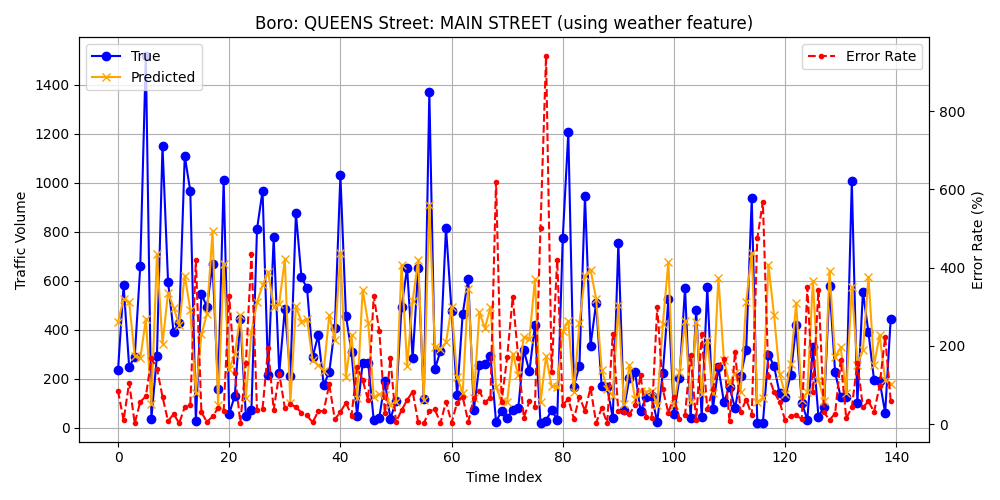 Boro: QUEENS Street: MAIN STREET (using weather feature)
True
Predicted
Error Rate
1400
1200
1000
800
600
400
200
0
Traffic Volume
800
600
400
200
0
Error Rate (%)
0 20 40 60 80 100 120 140
Time Index